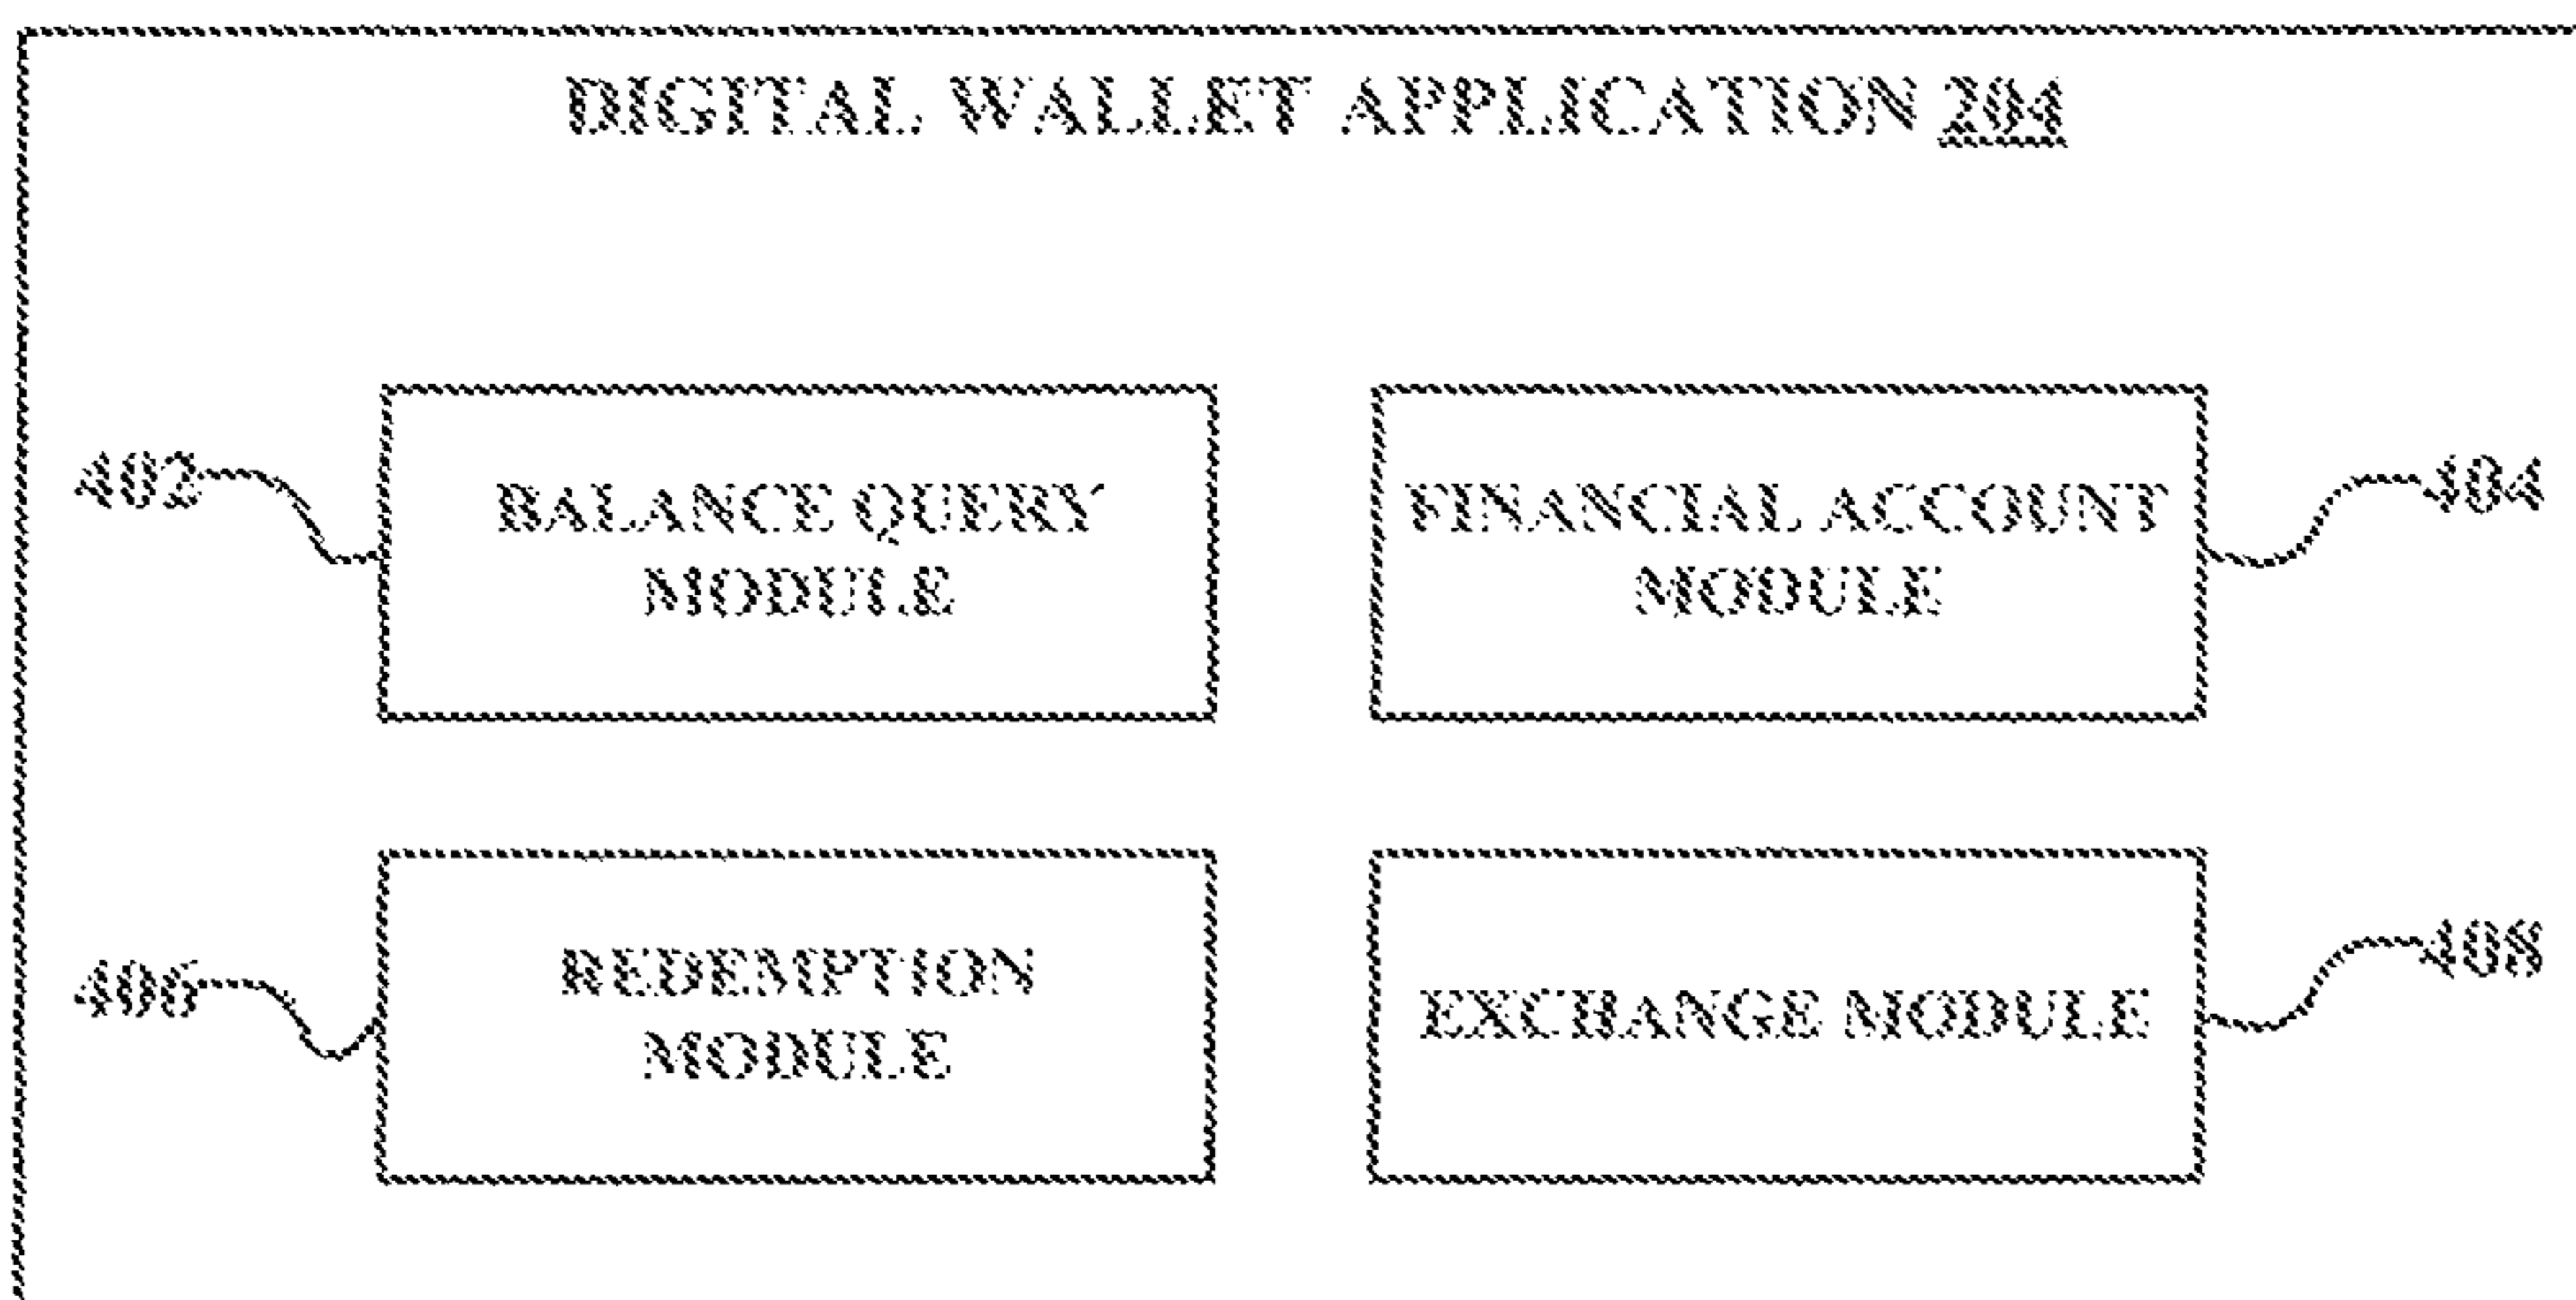 DIGITAL WALLET APPLICATION 204
402
BALANCE QUERY
MODULE
FINANCIAL ACCOUNT
MODULE
404
406
REDEMPTION
MODULE
EXCHANGE MODULE
408